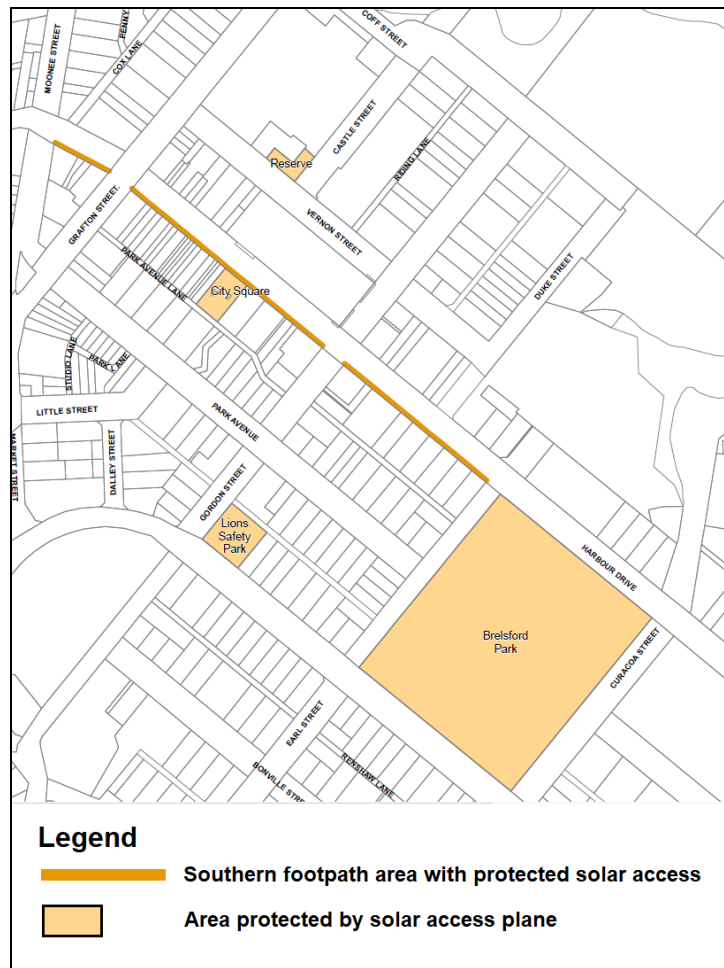 COFF STREET
PENNY
MOONEE STREET
COX LANE
CASTLE STREET
Reserve
RIDING LANE
VERNON STREET
GRAFTON STREET.
PARK AVENUE LANE
City Square
DUKE STREET
STUDIO LANE
PARK LANE
LITTLE STREET
PARK AVENUE
MARKET STREET
DALLEY STREET
GORDON STREET
Lions
Safety
Park
HARBOUR DRIVE
Brelsford
Park
CURACOA STREET
EARL STREET
RENSHAW LANE
BONVILLE STRE
Legend
Southern footpath area with protected solar access
Area protected by solar access plane